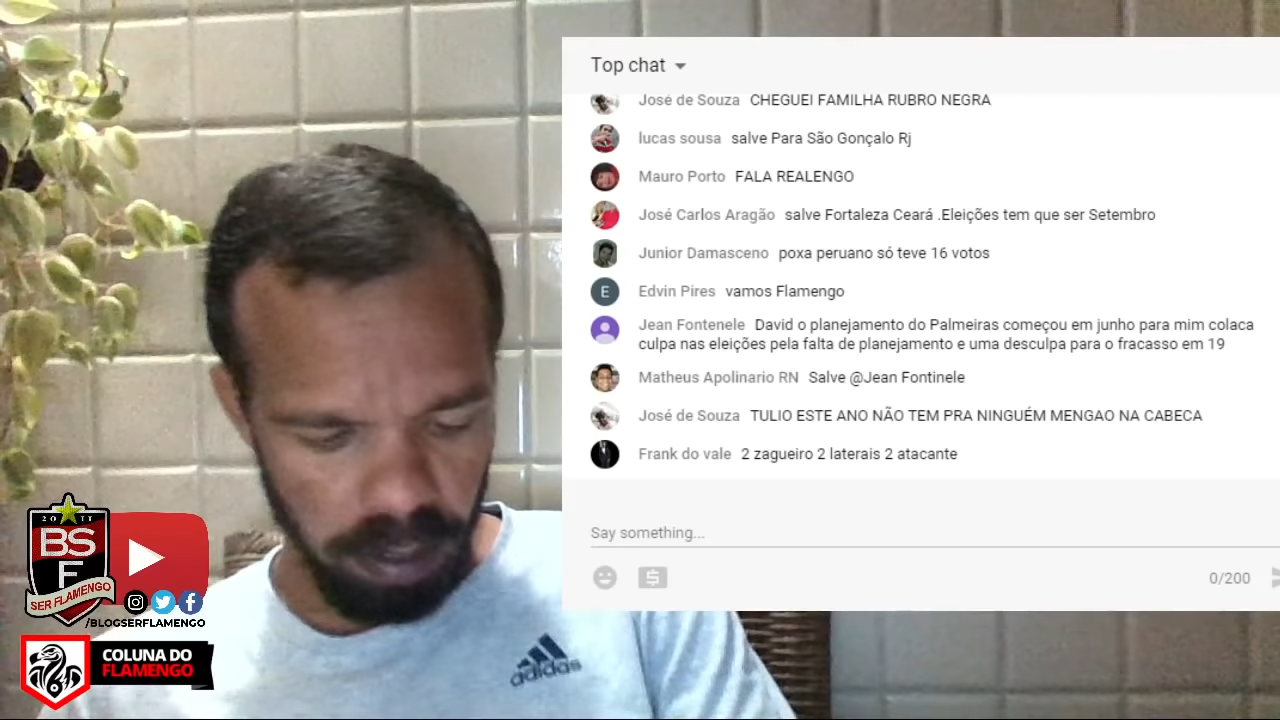 Top chat
José de Souza CHEGUEI FAMILHA RUBRO NEGRA
lucas sousa salve Para São Gonçalo Rj
Mauro Porto FALA REALENGO
José Carlos Aragão salve Fortaleza Ceará .Eleições tem que ser Setembro
Junior Damasceno poxa peruano só teve 16 votos
E Edvin Pires vamos Flamengo
Jean Fontenele David o planejamento do Palmeiras começou em junho para mim colaca
culpa nas eleições pela falta de planejamento e uma desculpa para o fracasso em 19
Matheus Apolinario RN Salve @Jean Fontinele
José de Souza TULIO ESTE ANO NÃO TEM PRA NINGUÉM MENGAO NA CABECA
Frank do vale 2 zagueiro 2 laterais 2 atacante
Say something...
0/200
20 11
BSF
SER FLAMENGO
/BLOGSERFLAMENGO
COLUNA DO
FLAMENGO
adidas